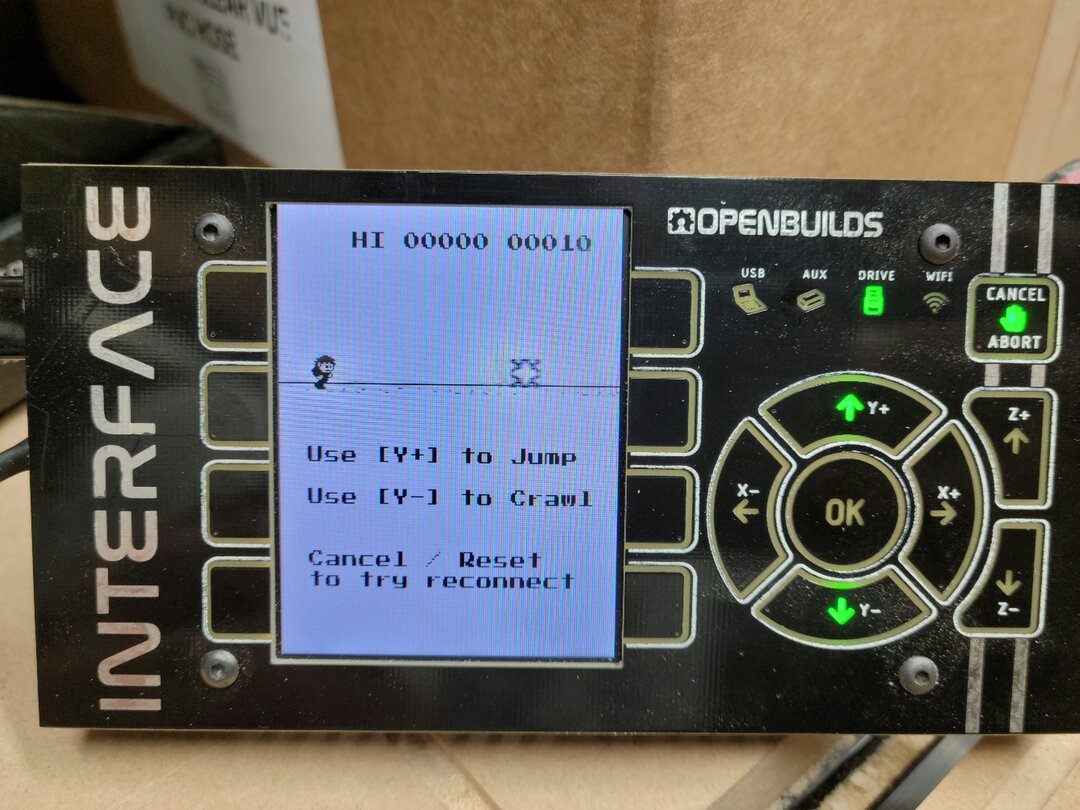 INTERFACE
HI 00000 00010
Use [Y+] to Jump
Use [Y-] to Crawl
Cancel / Reset
to try reconnect
OPENBUILDS
USB AUX DRIVE WIFI
CANCEL
ABORT
Y+
Z+
X- OK X+
Y- Z-